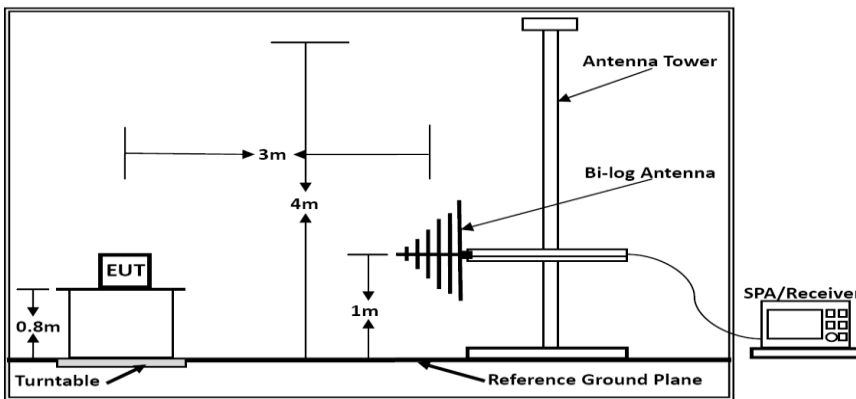 Antenna Tower
3m
Bi-log Antenna
4m
EUT
SPA/Receiver
0.8m
1m
Turntable
Reference Ground Plane